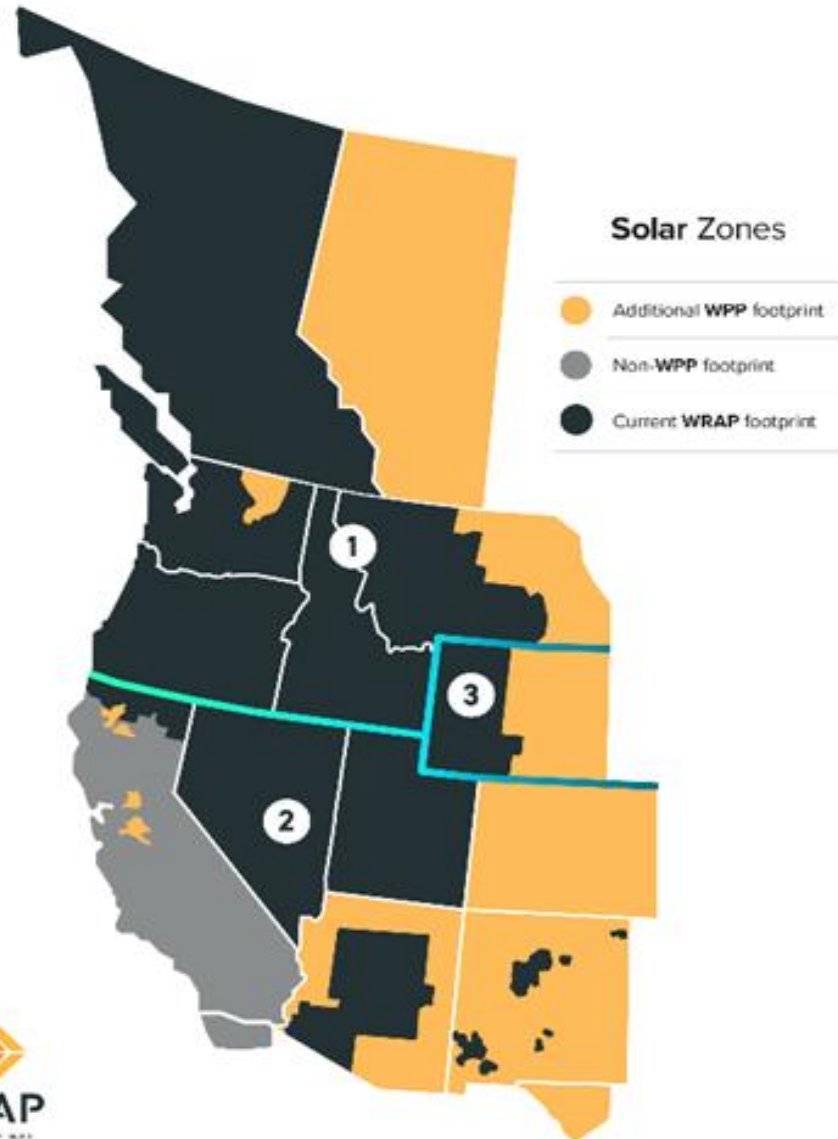 Solar Zones
Additional WPP footprint
Non-WPP footprint
Current WRAP footprint
1
3
2
AP